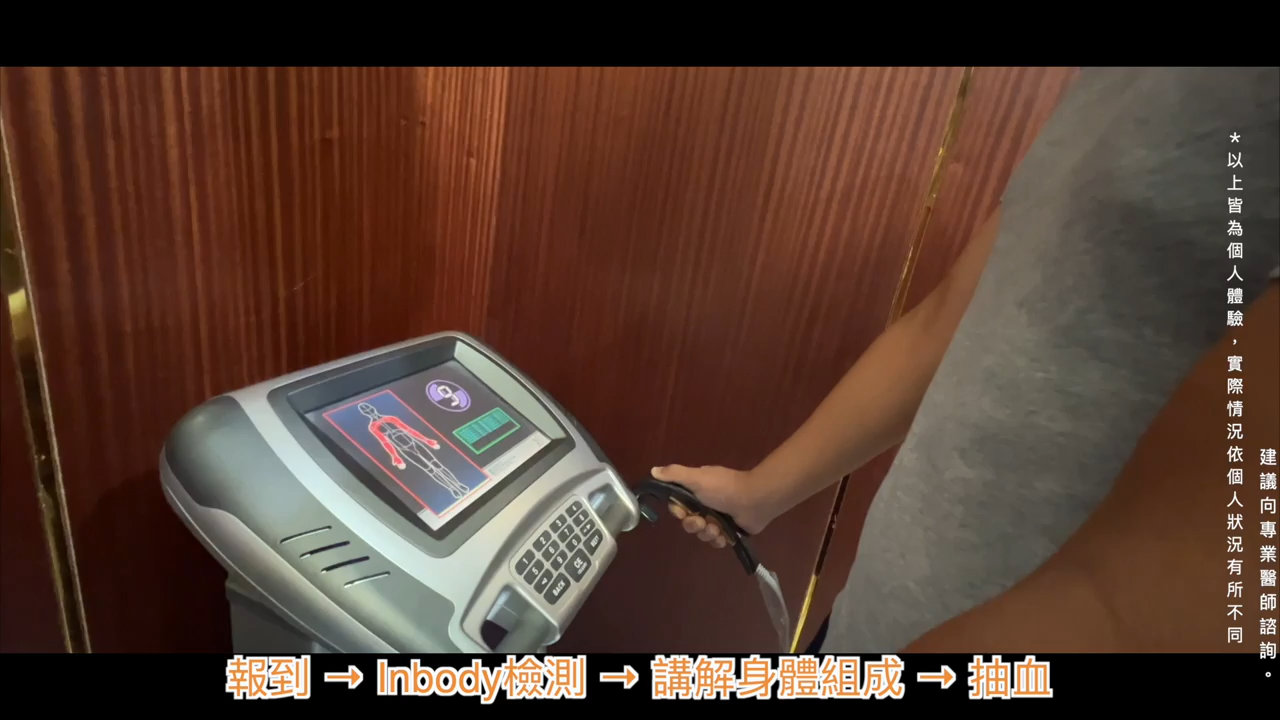 *以上皆為個人體驗，實際情況依個人狀況有所不同
建議向專業醫師諮詢。
報到 → Inbody檢測 → 講解身體組成 → 抽血
BACK
CE